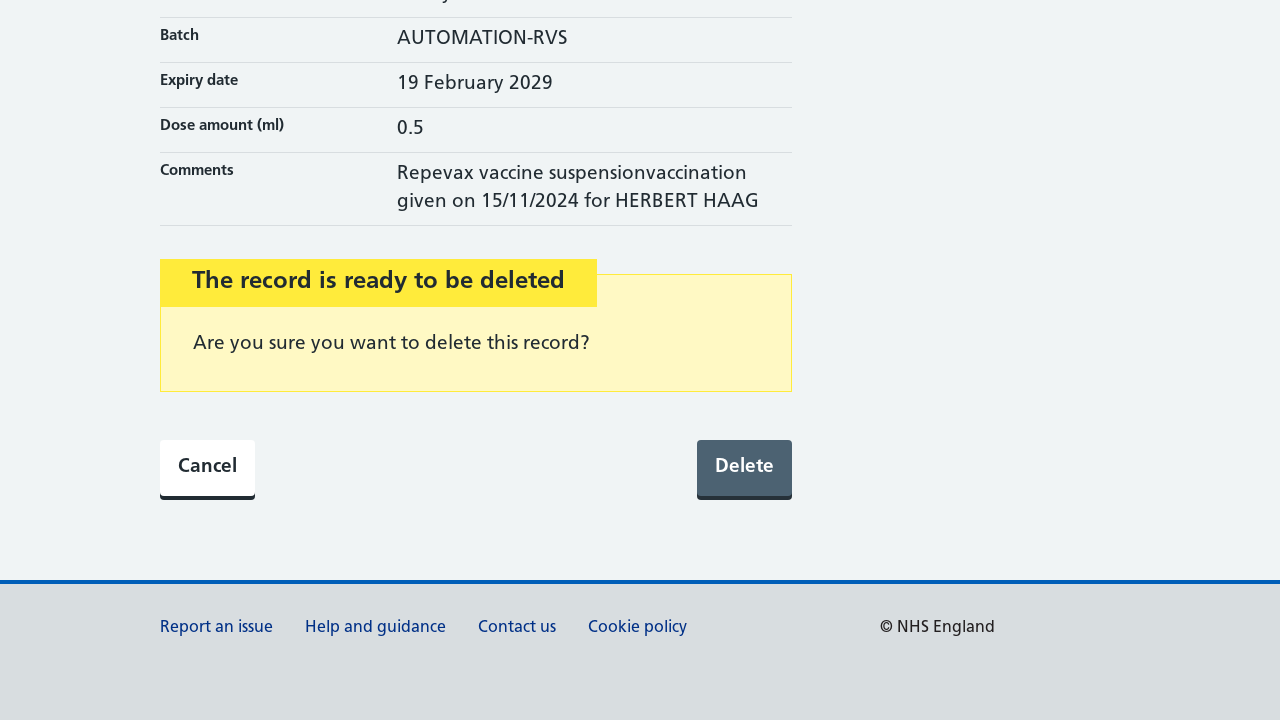 Batch
AUTOMATION-RVS
Expiry date
19 February 2029
Dose amount (ml)
0.5
Comments
Repevax vaccine suspensionvaccination
given on 15/11/2024 for HERBERT HAAG
The record is ready to be deleted
Are you sure you want to delete this record?
Cancel
Delete
Report an issue
Help and guidance
Contact us
Cookie policy
© NHS England